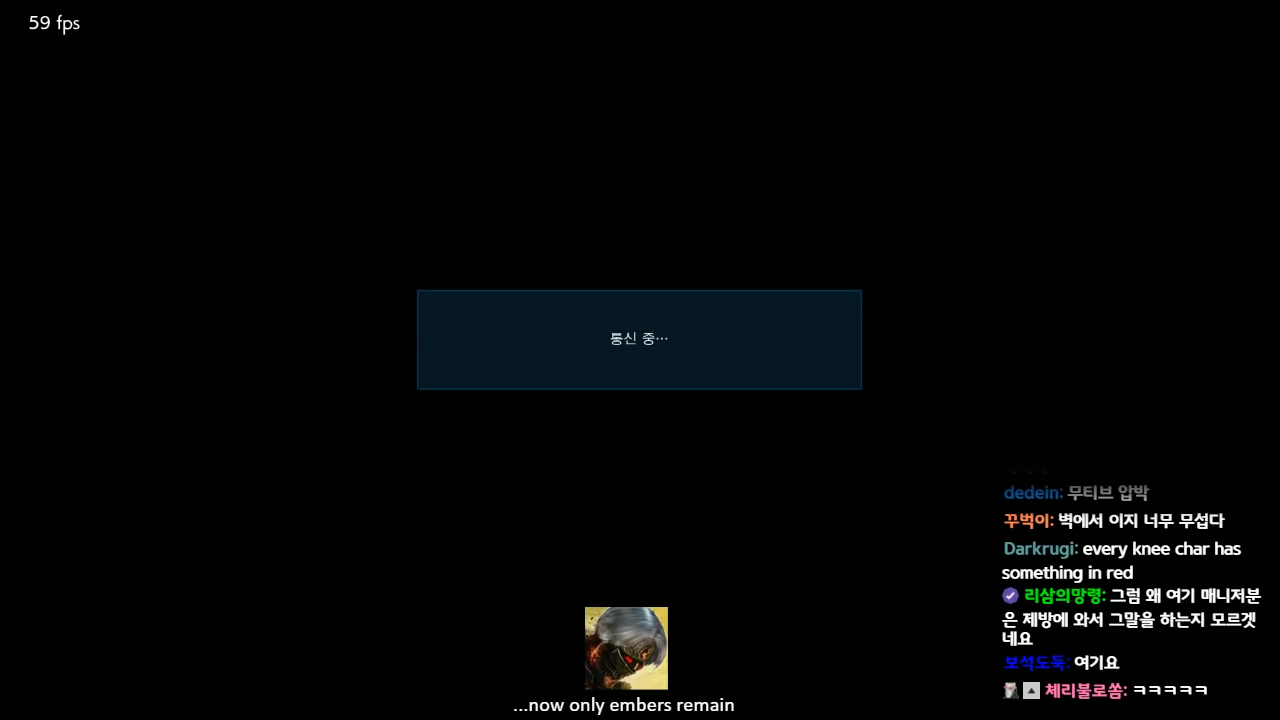 59 fps
통신 중…
dedein: 무티브 압박
꾸벅이: 벽에서 이지 너무 무섭다
Darkrugi: every knee char has
something in red
리삼의망령: 그럼 왜 여기 매니저분
은 제방에 와서 그말을 하는지 모르겟
네요
보석도둑: 여기요
체리불로쏨: ㅋㅋㅋㅋㅋ
...now only embers remain